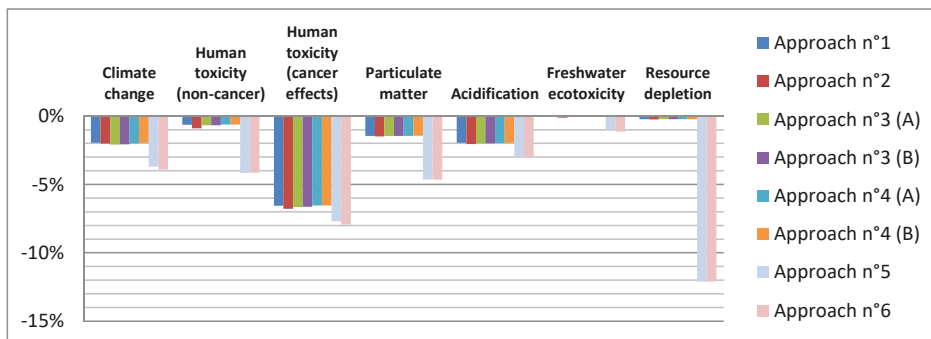 Climate
change
Human
toxicity
(non-cancer)
Human
toxicity
(cancer
effects)
Particulate
matter
Acidification
Freshwater
ecotoxicity
Resource
depletion
0%
-5%
-10%
-15%
Approach n°1
Approach n°2
Approach n°3 (A)
Approach n°3 (B)
Approach n°4 (A)
Approach n°4 (B)
Approach n°5
Approach n°6